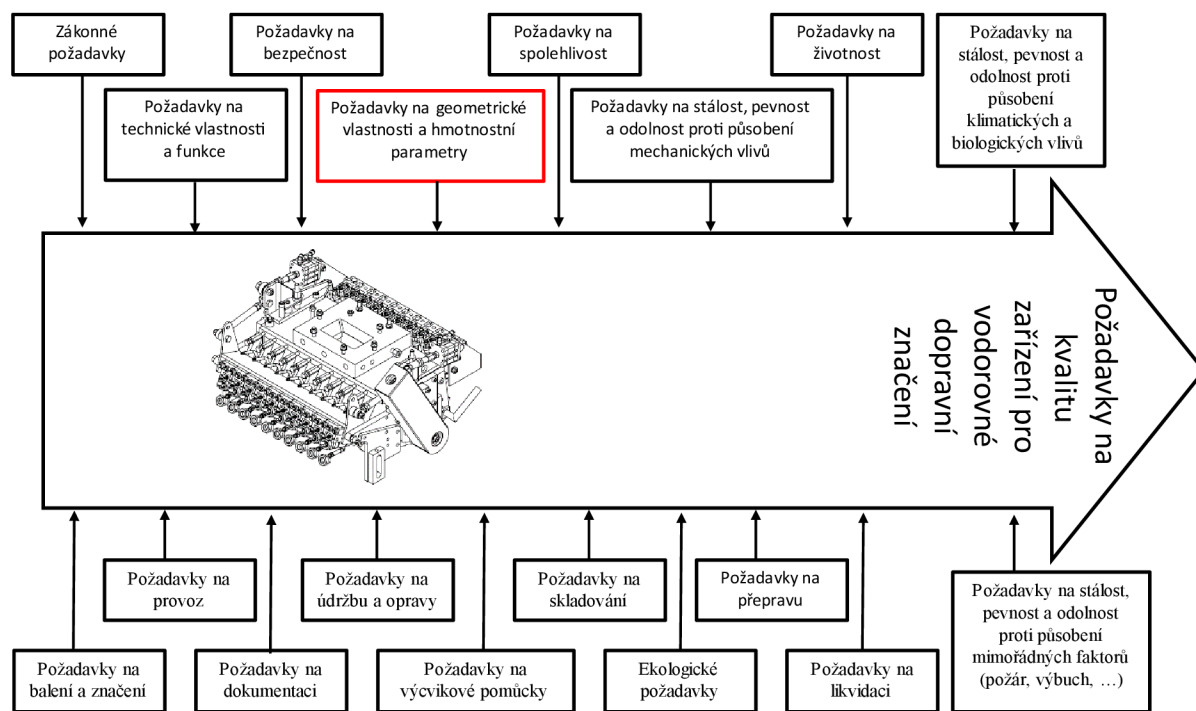 Zákonné
požadavky
Požadavky na
bezpečnost
Požadavky na
spolehlivost
Požadavky na
životnost
Požadavky na
stálost, pevnost a
odolnost proti
působení
klimatických a
biologických vlivů
Požadavky na
technické vlastnosti
a funkce
Požadavky na geometrické
vlastnosti a hmotnostní
parametry
Požadavky na stálost, pevnost
a odolnost proti působení
mechanických vlivů
Požadavky na
kvalitu
zařízení pro
vodorovné
dopravní
značení
Požadavky na
provoz
Požadavky na
údržbu a opravy
Požadavky na
skladování
Požadavky na
přepravu
Požadavky na stálost,
pevnost a odolnost
proti působení
mimořádných faktorů
(požár, výbuch, …)
Požadavky na
balení a značení
Požadavky na
dokumentaci
Požadavky na
výcvikové pomůcky
Ekologické
požadavky
Požadavky na
likvidaci